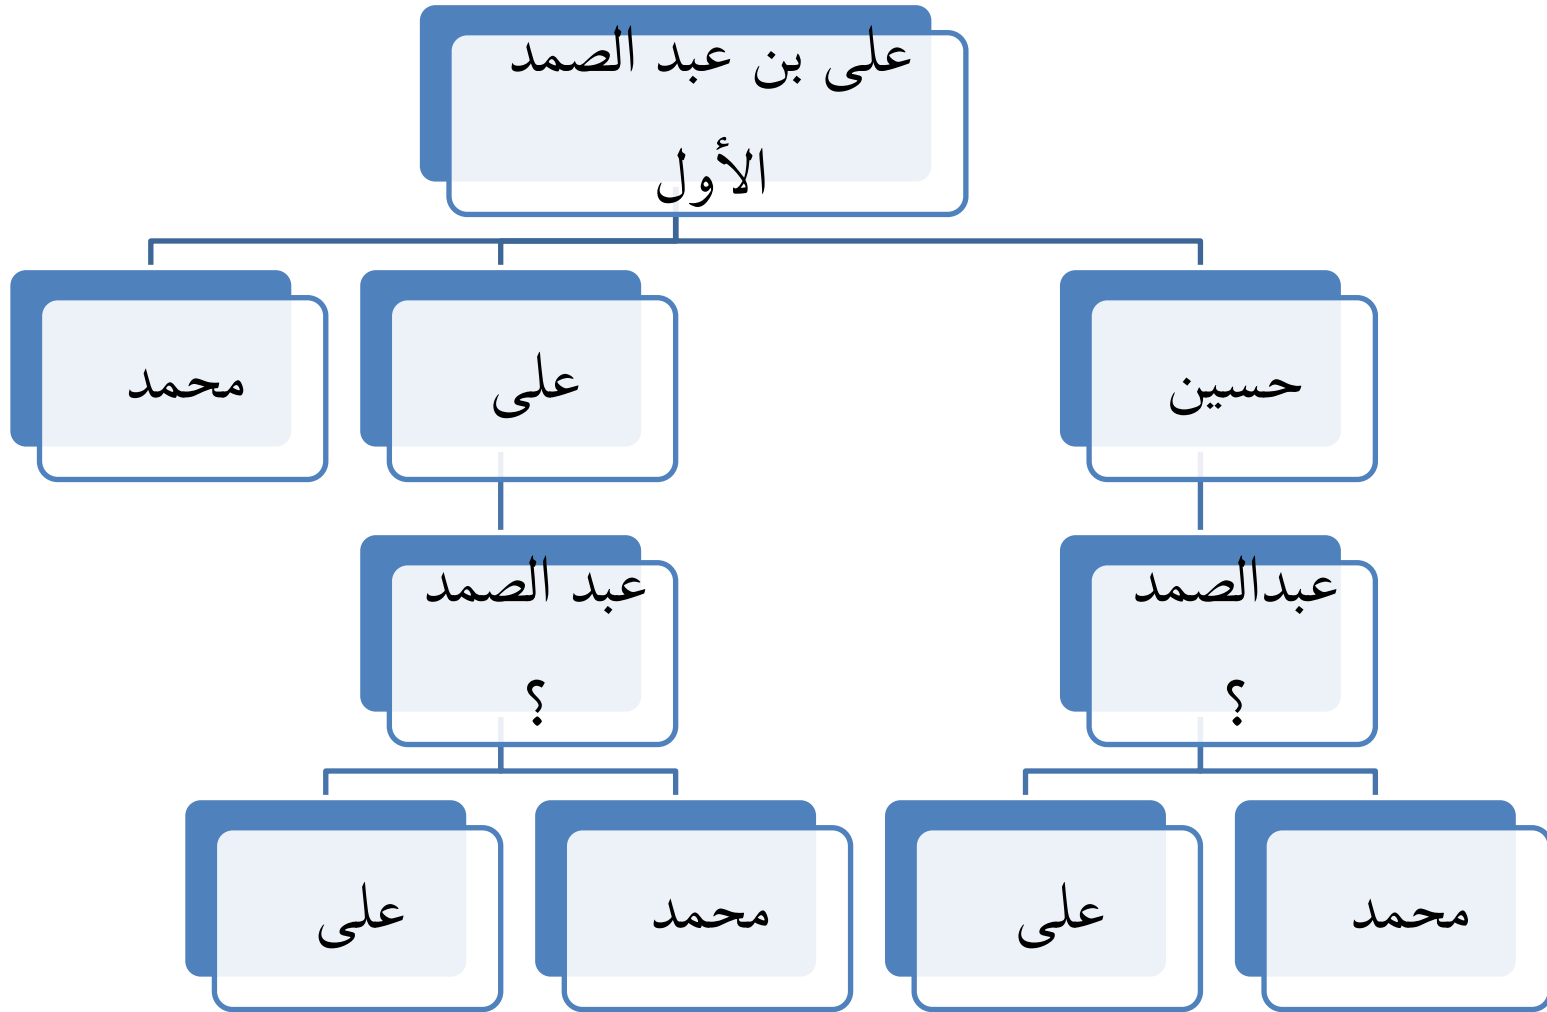 على بن عبد الصمد
الأول
حسين
على
محمد
عبدالصمد
؟
عبد الصمد
؟
محمد
على
محمد
على